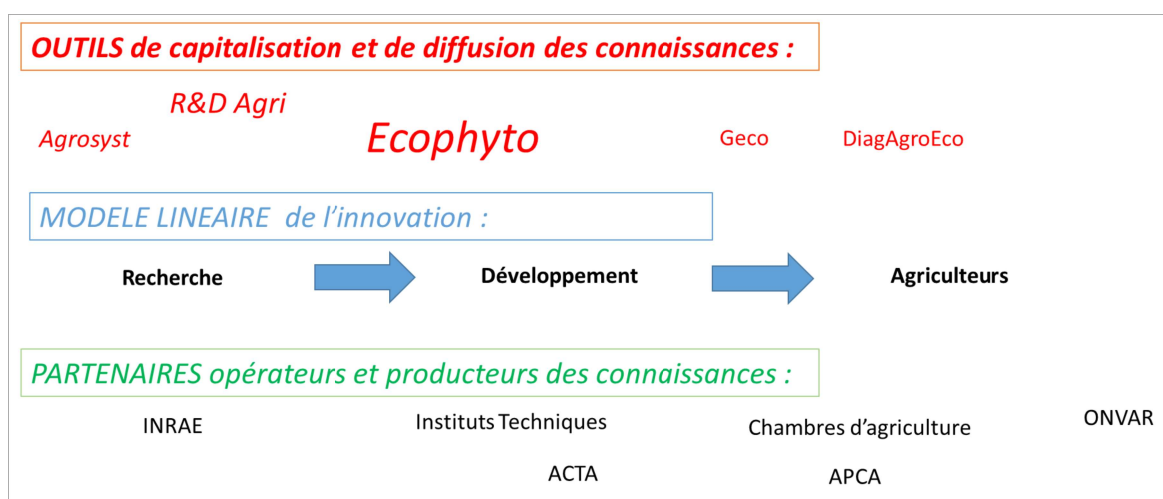 OUTILS de capitalisation et de diffusion des connaissances :
R&D Agri
Agrosyst Ecophyto Geco DiagAgroEco
MODELE LINEAIRE de l’innovation :
Recherche Développement Agriculteurs
PARTENAIRES opérateurs et producteurs des connaissances :
INRAE Instituts Techniques Chambres d’agriculture ONVAR
ACTA APCA